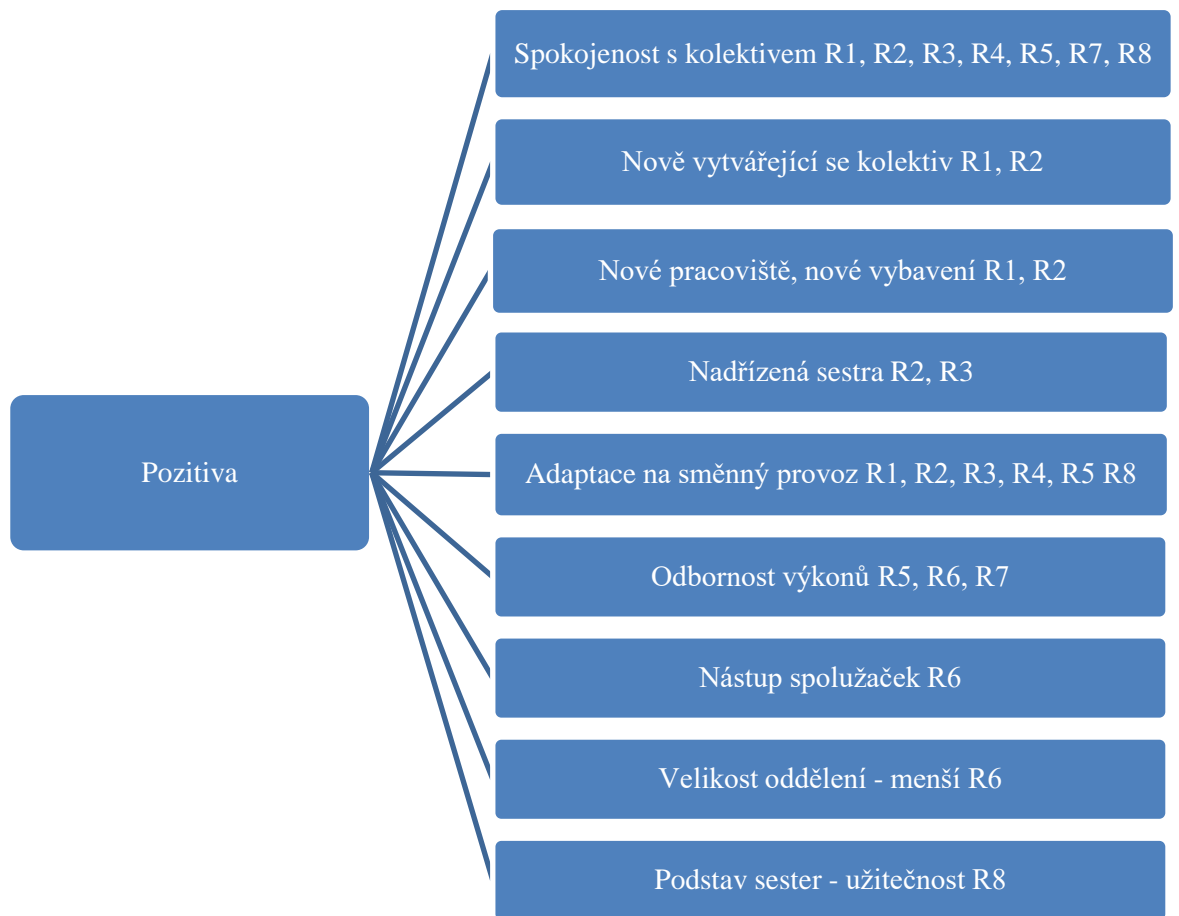 Spokojenost s kolektivem R1, R2, R3, R4, R5, R7, R8
Nově vytvářející se kolektiv R1, R2
Nové pracoviště, nové vybavení R1, R2
Nadřízená sestra R2, R3
Pozitiva
Adaptace na směnný provoz R1, R2, R3, R4, R5 R8
Odbornost výkonů R5, R6, R7
Nástup spolužaček R6
Velikost oddělení - menší R6
Podstav sester - užitečnost R8